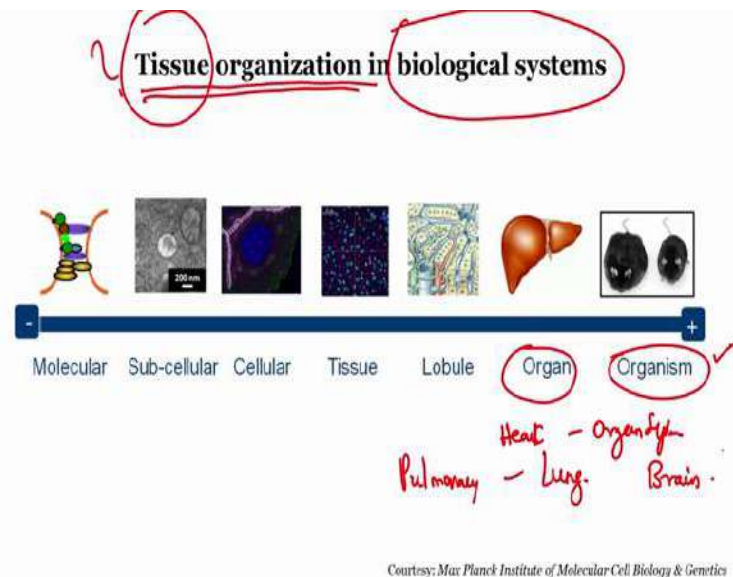 Tissue organization in biological systems
200 nm
- +
Molecular Sub-cellular Cellular Tissue Lobule Organ Organism
Heart – Organ
Pulmonary – Lung. Brain.
Courtesy: Max Planck Institute of Molecular Cell Biology & Genetics